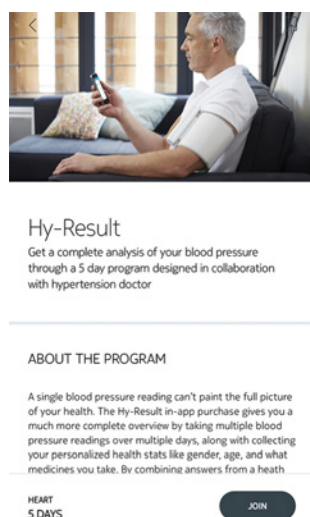 Hy-Result
Get a complete analysis of your blood pressure
through a 5 day program designed in collaboration
with hypertension doctor
ABOUT THE PROGRAM
A single blood pressure reading can't paint the full picture
of your health. The Hy-Result in-app purchase gives you a
much more complete overview by taking multiple blood
pressure readings over multiple days, along with collecting
your personalized health stats like gender, age, and what
medicines you take. By combining answers from a heath
HEART
5 DAYS
JOIN